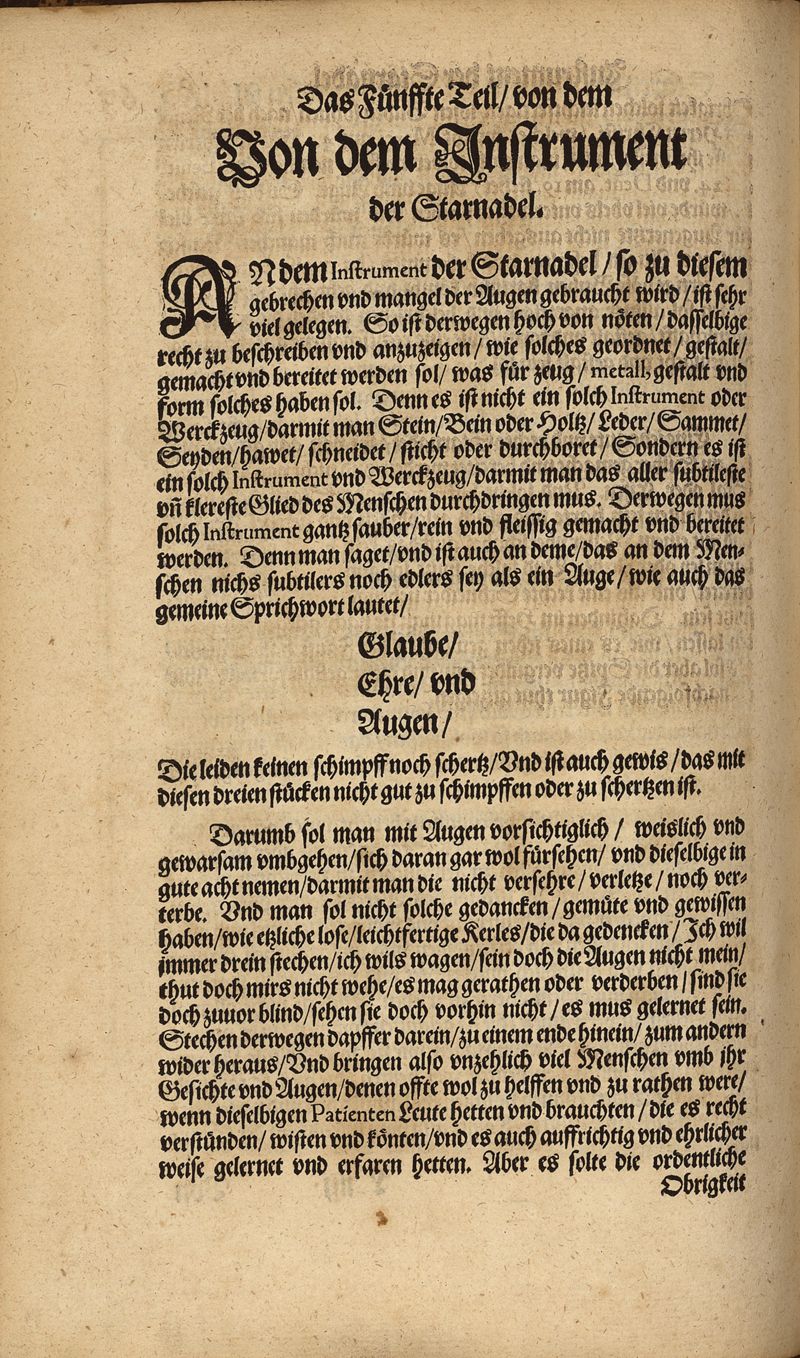 Das Fünffte Teil/ von dem
Von dem Instrument
der Starnadel.
ANdem Instrument der Starnadel / so zu diesem
gebrechen vnd mangel der Augen gebraucht wird / ist sehr
viel gelegen. So ist derwegen hoch von nöten / dasselbige
recht zu beschreiben vnd anzuzeigen / wie solches geordnet / gestalt /
gemacht vnd bereitet werden sol / was für zeug / metall, gestalt vnd
form solches haben sol. Denn es ist nicht ein solch Instrument oder
Werckzeug / darmit man Stein / Bein oder Holtz / Leder / Sammet /
Seyden / hawet / schneidet / sticht oder durchboret / Sondern es ist
ein solch Instrument vnd Werckzeug / darmit man das aller subtileste
vñ klereste Glied des Menschen durchdringen mus. Derwegen mus
solch Instrument gantz sauber / rein vnd fleissig gemacht vnd bereitet
werden. Denn man saget / vnd ist auch an deme / das an dem Men-
schen nichs subtilers noch edlers sey als ein Auge / wie auch das
gemeine Sprichwort lautet /
Glaube /
Ehre / vnd
Augen /
Die leiden keinen schimpff noch schertz / Vnd ist auch gewis / das mit
diesen dreien stücken nicht gut zu schimpffen oder zu schertzen ist.
Darumb sol man mit Augen vorsichtiglich / weislich vnd
gewarsam vmbgehen / sich daran gar wol fürsehen / vnd dieselbige in
gute acht nemen / darmit man die nicht versehre / verletze / noch ver-
terbe. Vnd man sol nicht solche gedancken / gemüte vnd gewissen
haben / wie etzliche lose / leichtfertige Kerles / die da gedencken / Ich wil
jmmer drein stechen / ich wils wagen / sein doch die Augen nicht mein /
thut doch mirs nicht wehe / es mag gerathen oder verderben / sind sie
doch zuuor blind / sehen sie doch vorhin nicht / es mus gelernet sein.
Stechen derwegen dapffer darein / zu einem ende hinein / zum andern
wider heraus / Vnd bringen also vnzehlich viel Menschen vmb jhr
Gesichte vnd Augen / denen offte wol zu helffen vnd zu rathen were /
wenn dieselbigen Patienten Leute hetten vnd brauchten / die es recht
verstünden / wisten vnd könten / vnd es auch auffrichtig vnd ehrlicher
weise gelernet vnd erfaren hetten. Aber es solte die ordentliche
Obrigkeit